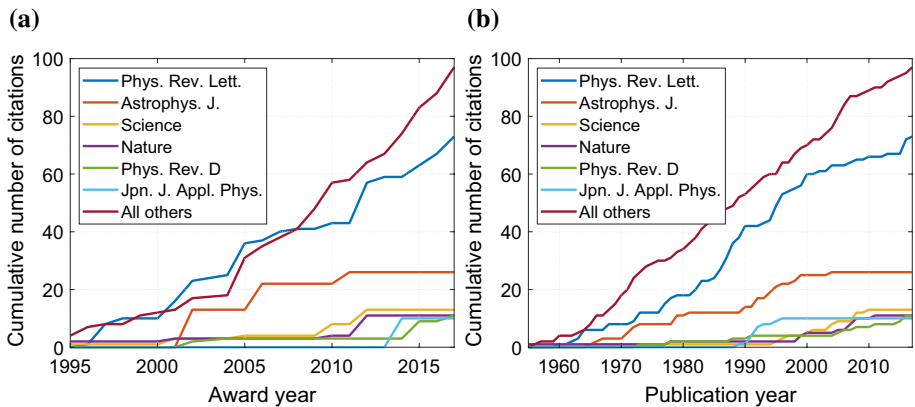 (a)
Cumulative number of citations
100
80
60
40
20
0
Phys. Rev. Lett.
Astrophys. J.
Science
Nature
Phys. Rev. D
Jpn. J. Appl. Phys.
All others
1995 2000 2005 2010 2015
Award year
(b)
Cumulative number of citations
100
80
60
40
20
0
Phys. Rev. Lett.
Astrophys. J.
Science
Nature
Phys. Rev. D
Jpn. J. Appl. Phys.
All others
1960 1970 1980 1990 2000 2010
Publication year